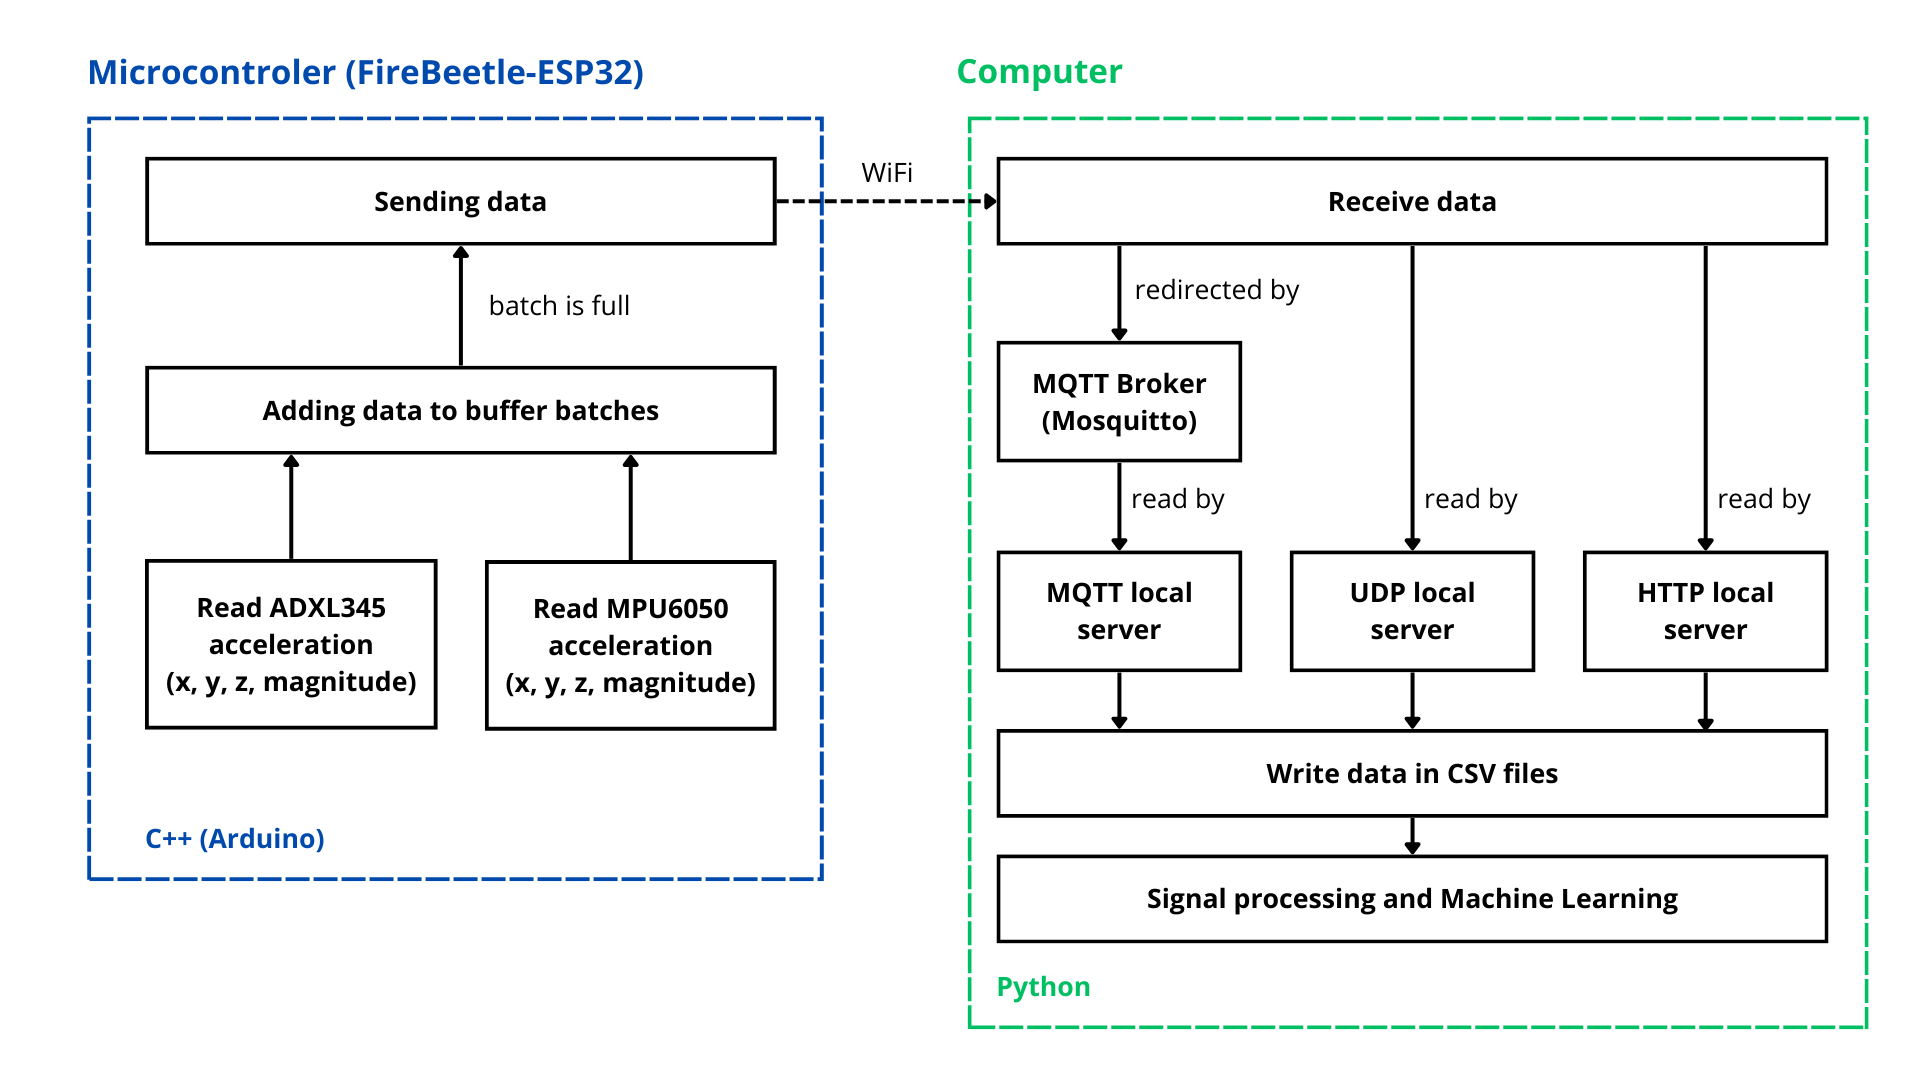 Microcontroler (FireBeetle-ESP32)
Sending data
batch is full
Adding data to buffer batches
Read ADXL345
acceleration
(x, y, z, magnitude)
Read MPU6050
acceleration
(x, y, z, magnitude)
C++ (Arduino)
WiFi
Computer
Receive data
redirected by
MQTT Broker
(Mosquitto)
read by
read by
read by
MQTT local
server
UDP local
server
HTTP local
server
Write data in CSV files
Signal processing and Machine Learning
Python